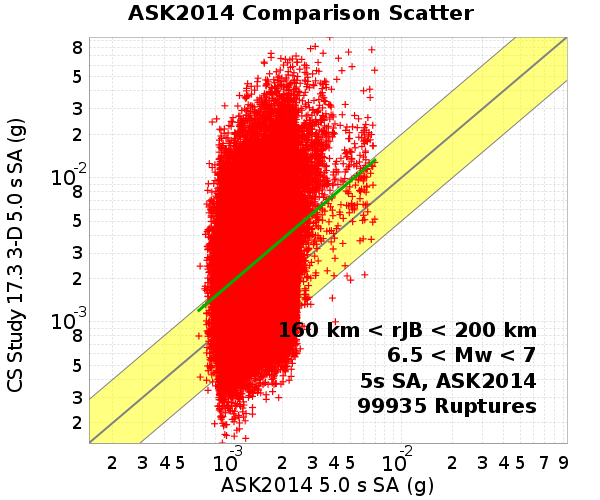 ASK2014 Comparison Scatter
CS Study 17.3 3-D 5.0 s SA (g)
8
5
3
2
10-2
8
5
3
2
10-3
8
5
3
2
160 km < rJB < 200 km
6.5 < Mw < 7
5s SA, ASK2014
99935 Ruptures
2 3 4 5 10-3 2 3 4 5 10-2 2 3 4 5 7 9
ASK2014 5.0 s SA (g)